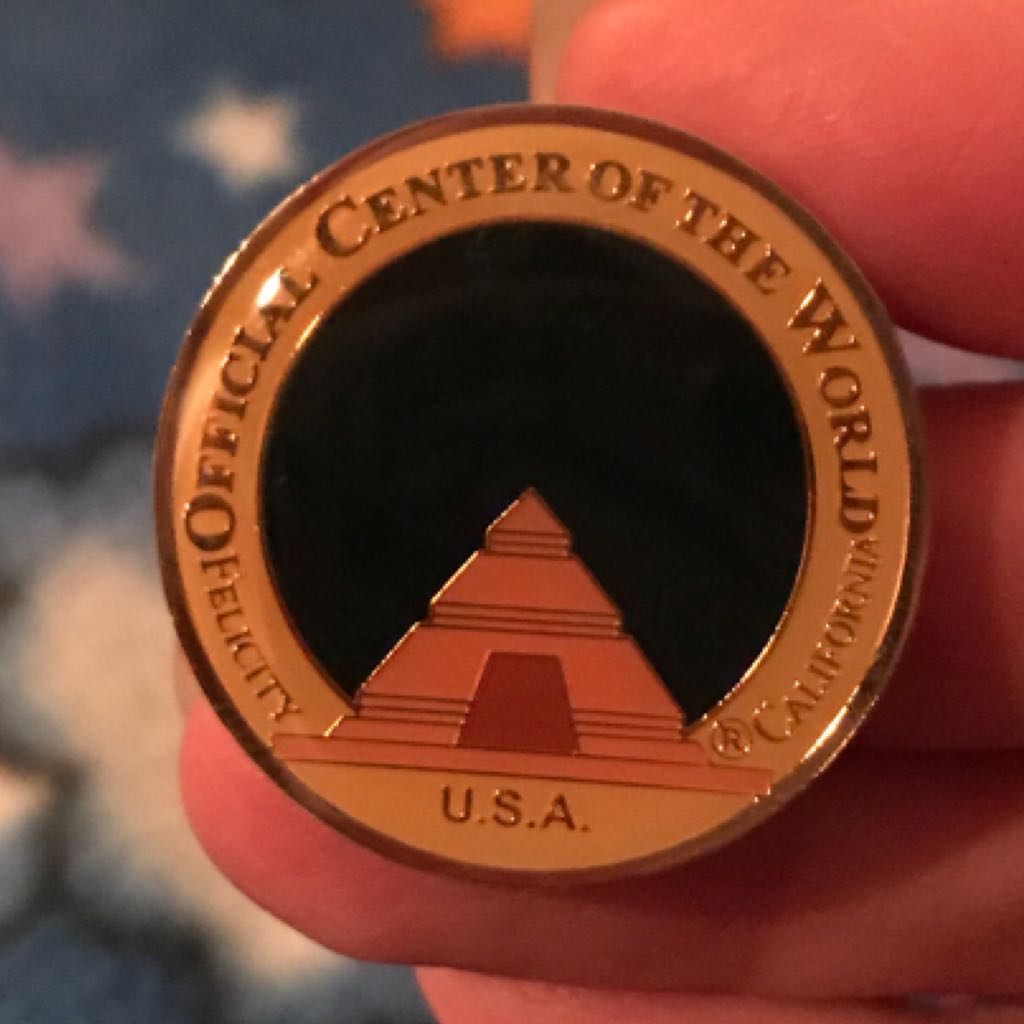 OFFICIAL CENTER OF THE WORLD
FELICITY
® CALIFORNIA
U.S.A.